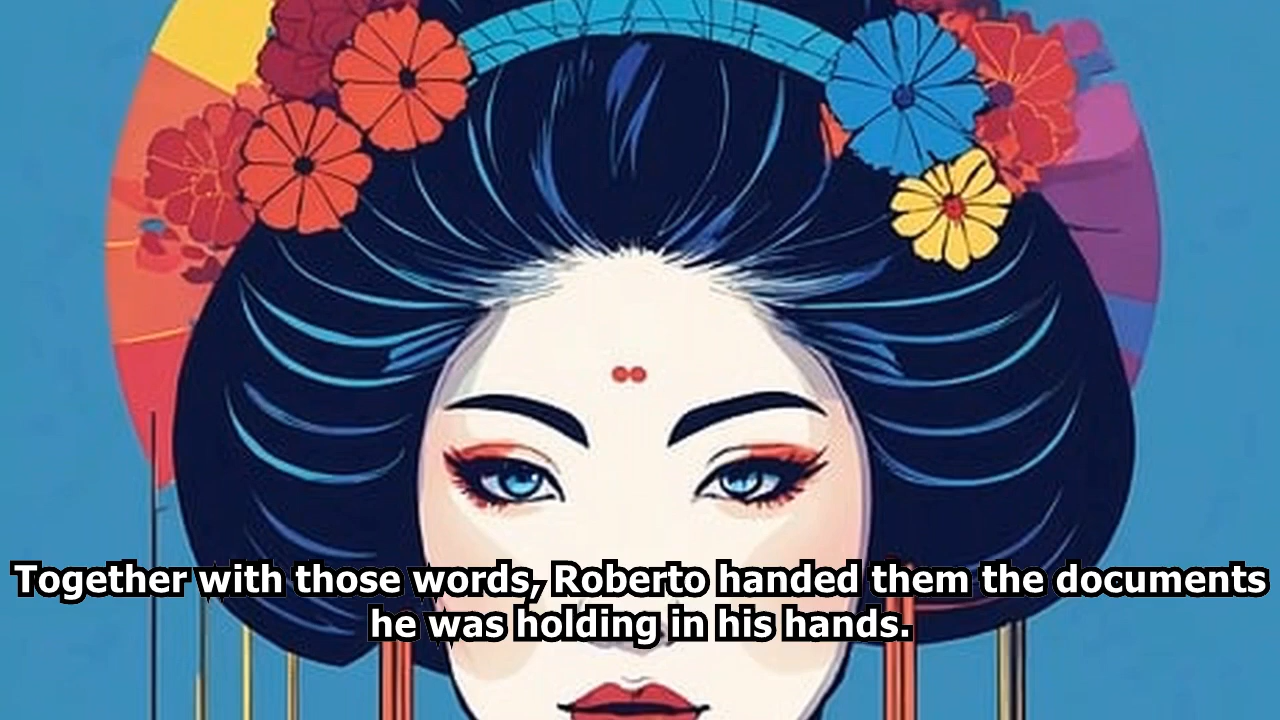 Together with those words, Roberto handed them the documents
he was holding in his hands.